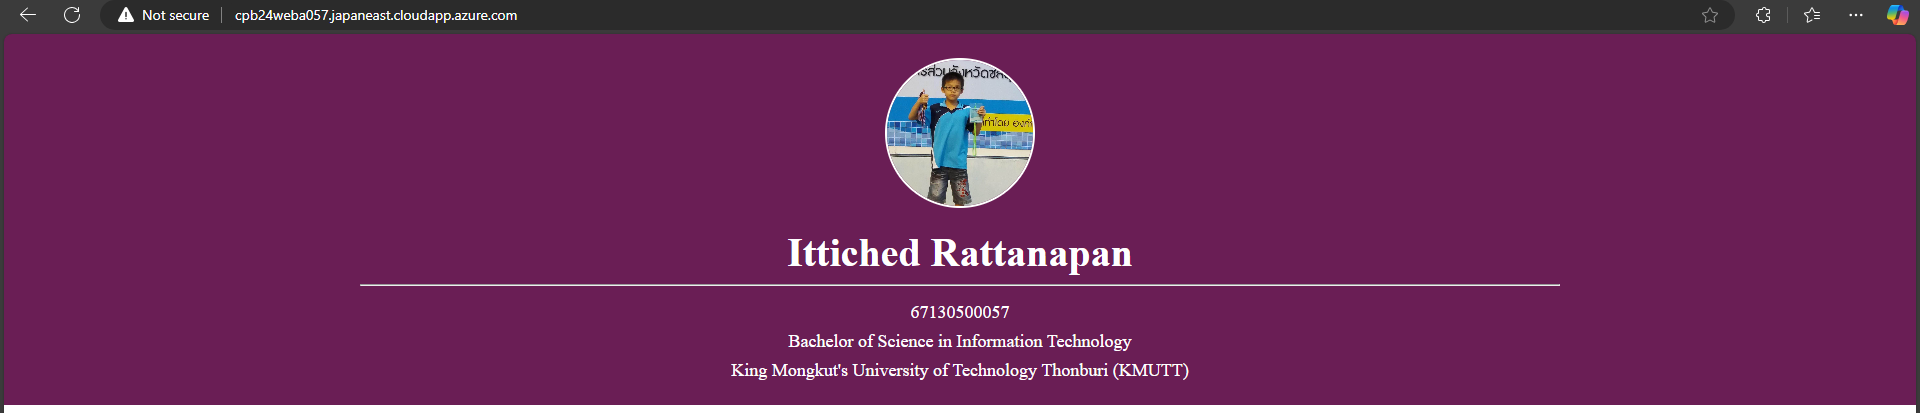 Not secure cpb24weba057.japaneast.cloudapp.azure.com
Ittiched Rattanapan
67130500057
Bachelor of Science in Information Technology
King Mongkut's University of Technology Thonburi (KMUTT)